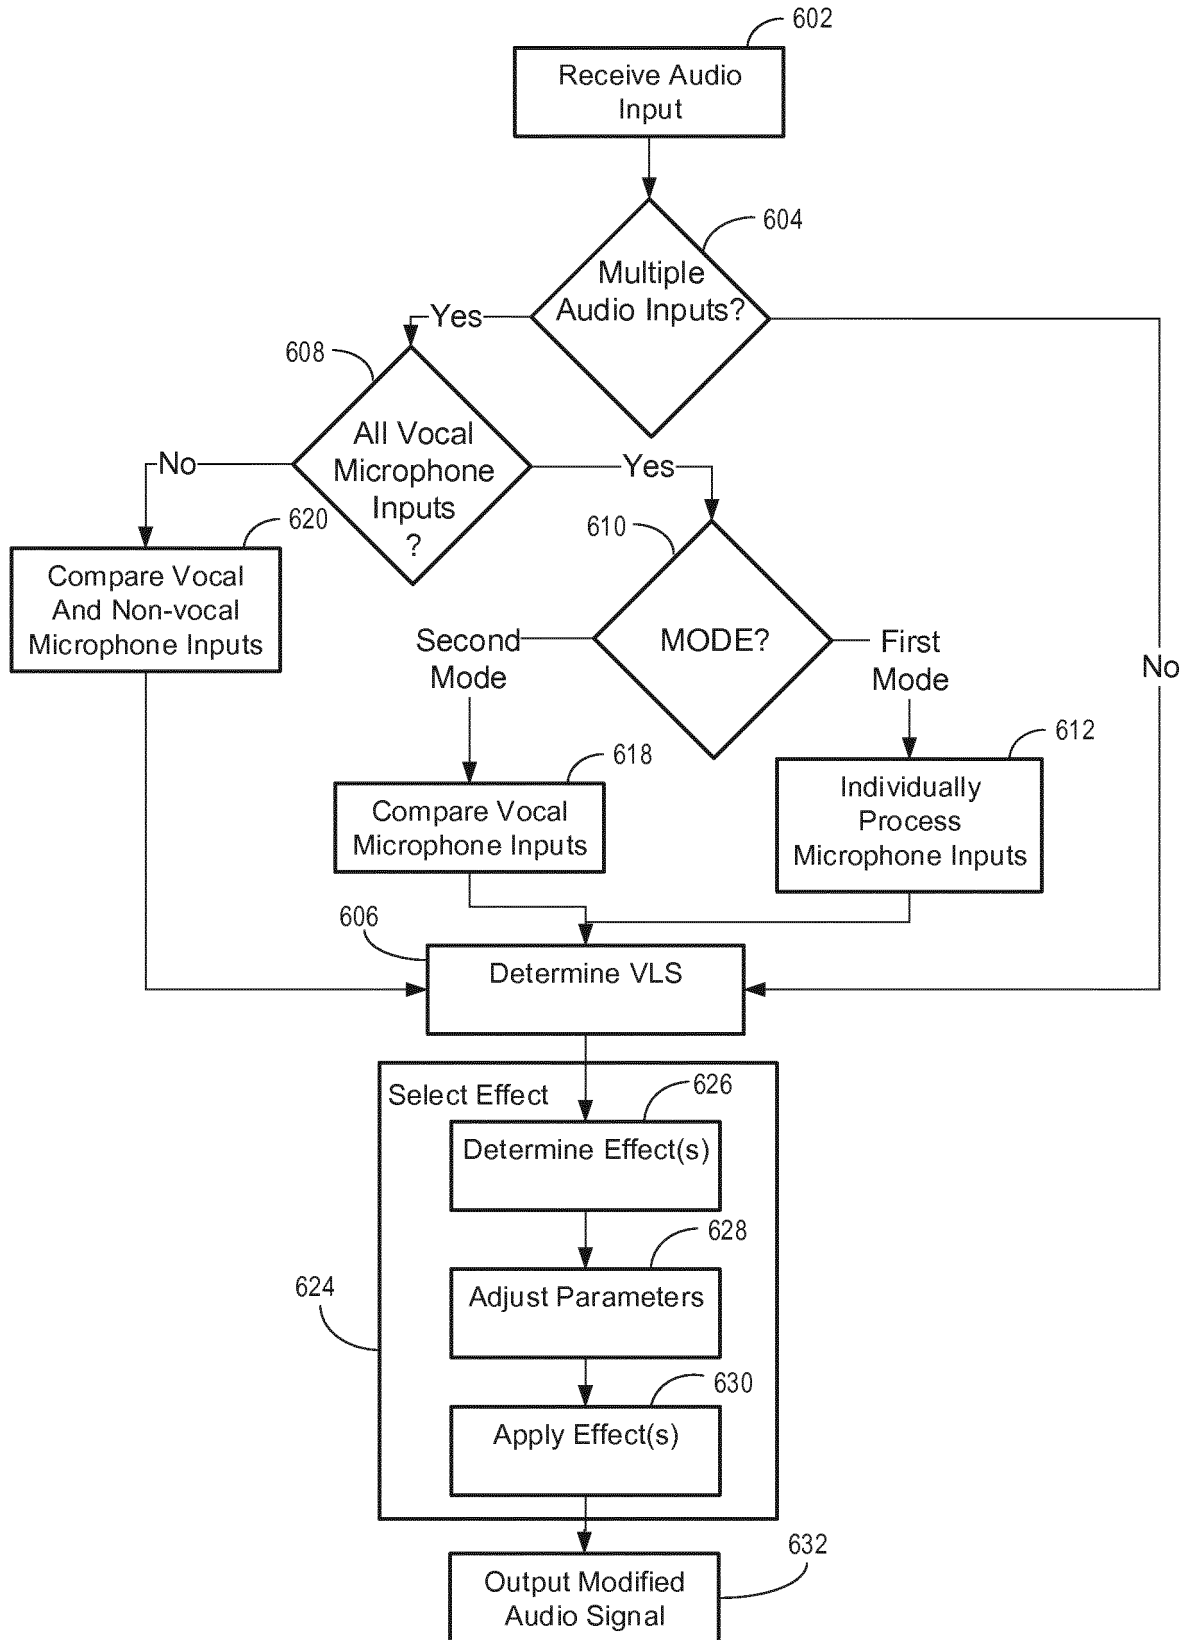 602
Receive Audio
Input
604
Multiple
Audio Inputs?
Yes
608
All Vocal
Microphone
Inputs
?
No
Yes
620
610
Compare Vocal
And Non-vocal
Microphone Inputs
MODE?
Second
Mode
First
Mode
No
618
612
Compare Vocal
Microphone Inputs
Individually
Process
Microphone Inputs
606
Determine VLS
Select Effect
626
Determine Effect(s)
628
624
Adjust Parameters
630
Apply Effect(s)
632
Output Modified
Audio Signal